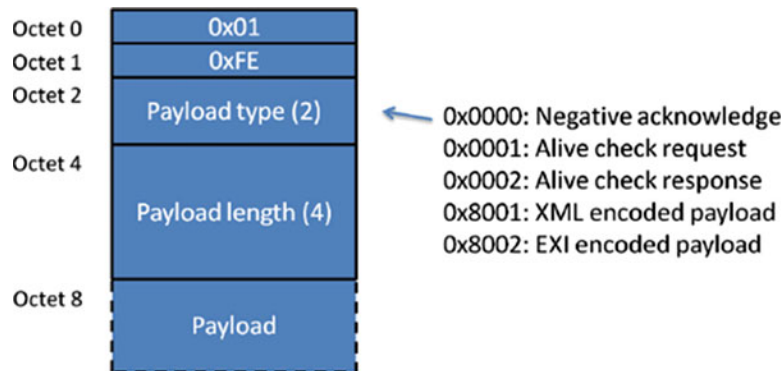 Octet 0
0x01
Octet 1
0xFE
Octet 2
Payload type (2)
0x0000: Negative acknowledge
0x0001: Alive check request
0x0002: Alive check response
0x8001: XML encoded payload
0x8002: EXI encoded payload
Octet 4
Payload length (4)
Octet 8
Payload